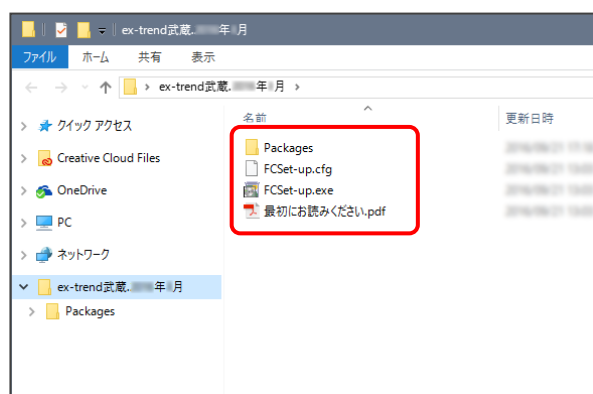 ex-trend武蔵. 年 月
ファイル ホーム 共有 表示
ex-trend武蔵. 年 月
名前 更新日時
クイック アクセス
Creative Cloud Files
OneDrive
PC
ネットワーク
ex-trend武蔵. 年 月
Packages
Packages
FCSet-up.cfg
FCSet-up.exe
最初にお読みください.pdf